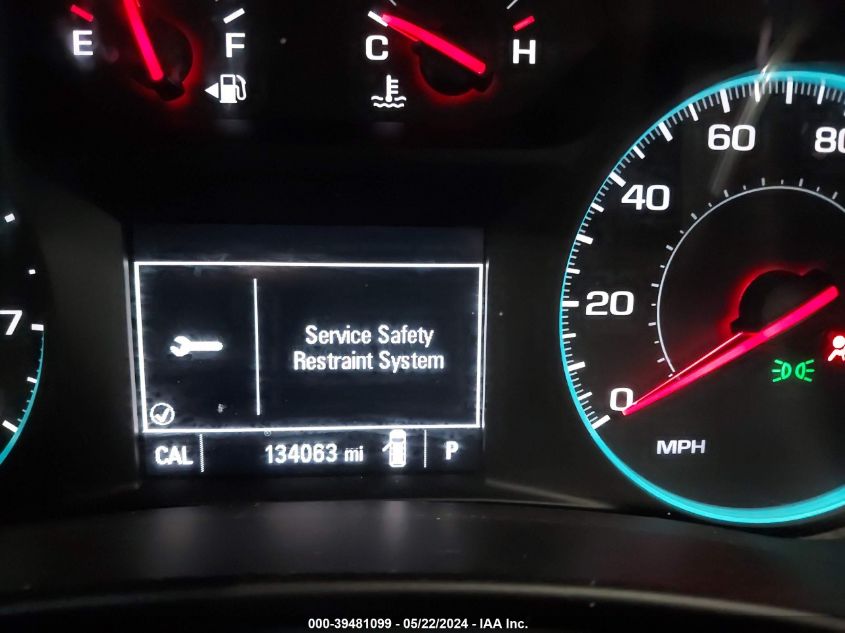 E F C H
60 80
40
20
7
0
MPH
Service Safety
Restraint System
CAL 134063 mi P
000-39481099 - 05/22/2024 - IAA Inc.